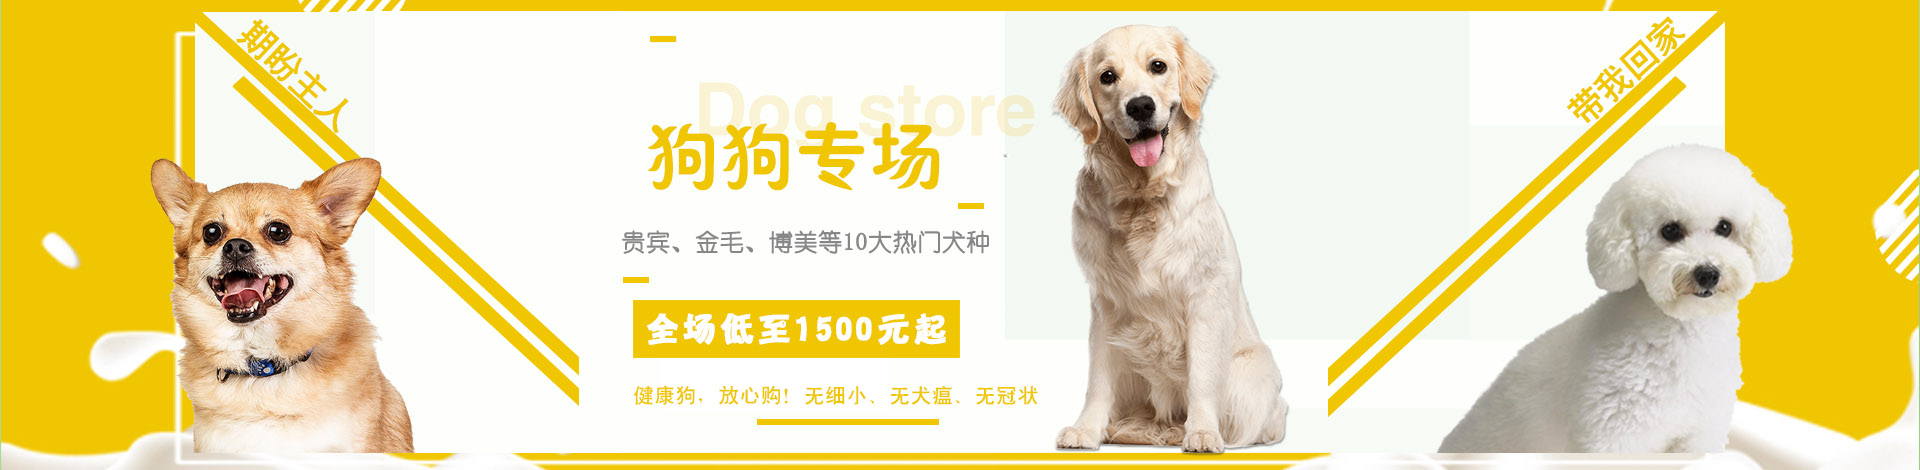 期盼主人
Dog store
狗狗专场
贵宾、金毛、博美等10大热门犬种
全场低至1500元起
健康狗，放心购！无细小、无犬瘟、无冠状
带我回家